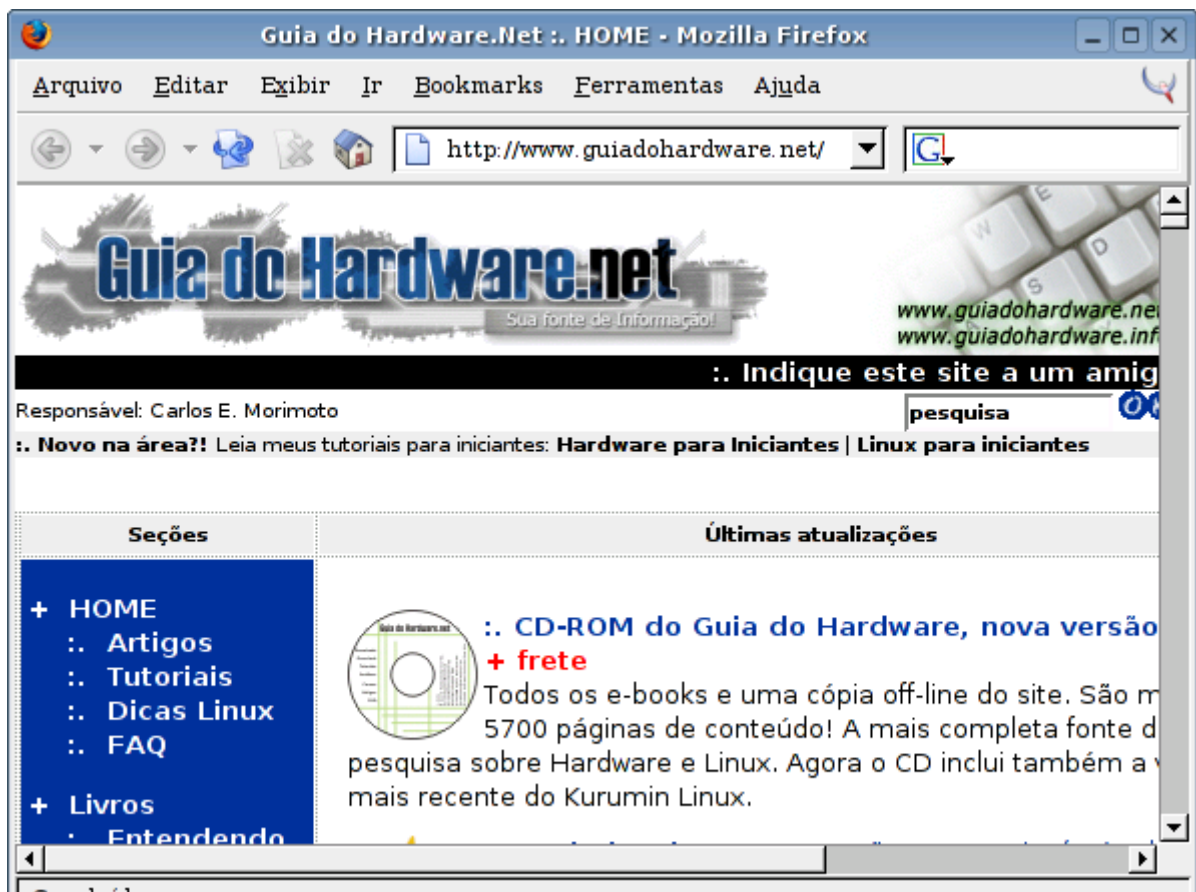 Guia do Hardware.Net :. HOME - Mozilla Firefox
Arquivo Editar Exibir Ir Bookmarks Ferramentas Ajuda
http://www.guiadohardware.net/
G
Guia do Hardware.net
Sua fonte de Informação!
www.guiadohardware.ne
www.guiadohardware.inf
:. Indique este site a um amig
Responsável: Carlos E. Morimoto
pesquisa
:. Novo na área?! Leia meus tutoriais para iniciantes: Hardware para Iniciantes | Linux para iniciantes
Seções
Últimas atualizações
+ HOME
:. Artigos
:. Tutoriais
:. Dicas Linux
:. FAQ
+ Livros
:. Entendendo
:. CD-ROM do Guia do Hardware, nova versão
+ frete
Todos os e-books e uma cópia off-line do site. São m
5700 páginas de conteúdo! A mais completa fonte d
pesquisa sobre Hardware e Linux. Agora o CD inclui também a
mais recente do Kurumin Linux.